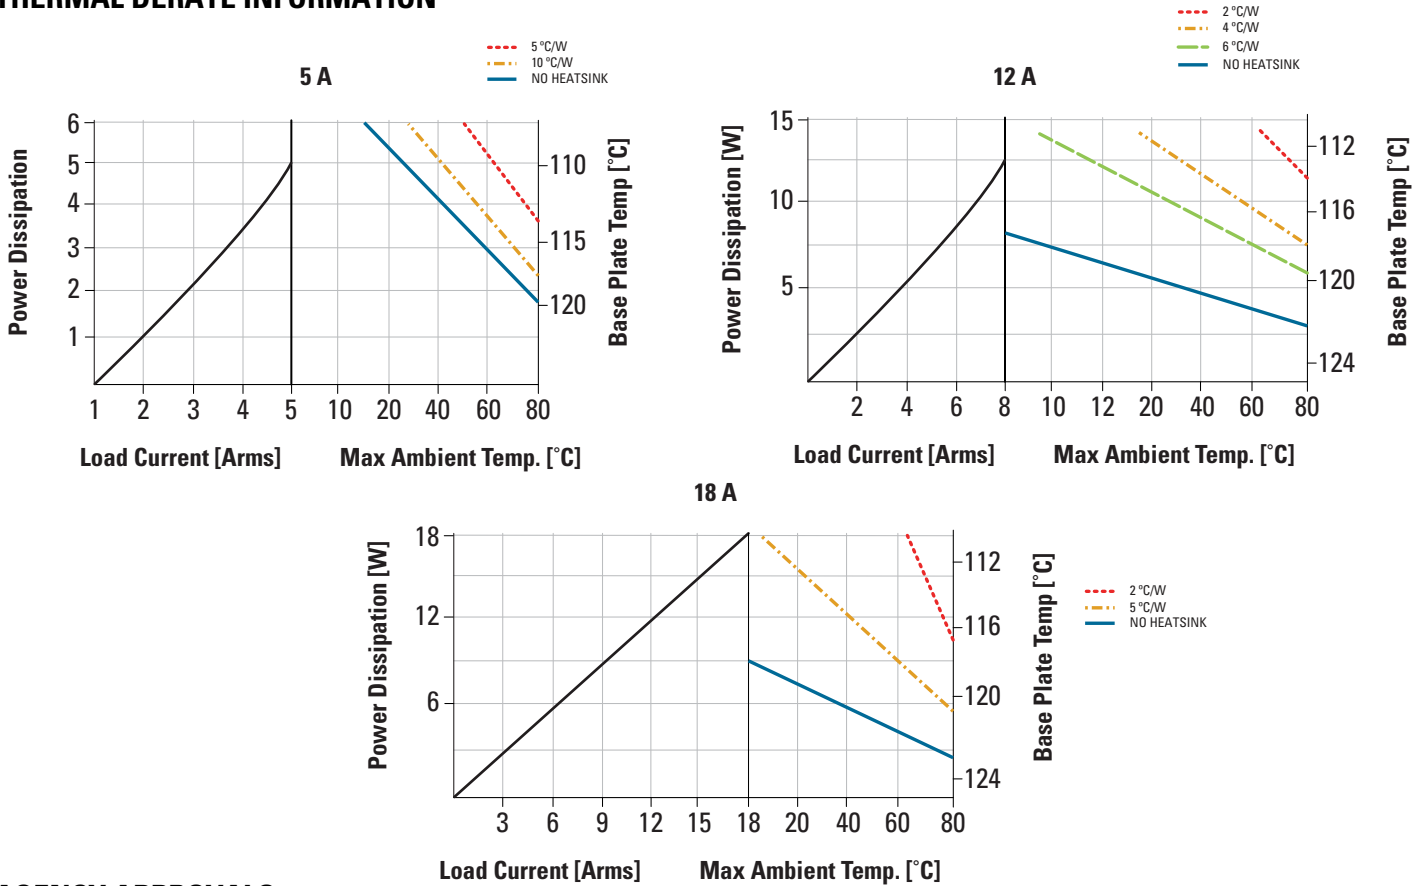 THERMAL DERATE INFORMATION
5 A
5 °C/W
10 °C/W
NO HEATSINK
Power Dissipation
6
5
4
3
2
1
110
115
120
Base Plate Temp [°C]
1 2 3 4 5 10 20 40 60 80
Load Current [Arms] Max Ambient Temp. [°C]
12 A
2 °C/W
4 °C/W
6 °C/W
NO HEATSINK
Power Dissipation [W]
15
10
5
112
116
120
124
Base Plate Temp [°C]
2 4 6 8 10 12 20 40 60 80
Load Current [Arms] Max Ambient Temp. [°C]
18 A
Power Dissipation [W]
18
12
6
112
116
120
124
Base Plate Temp [°C]
2 °C/W
5 °C/W
NO HEATSINK
3 6 9 12 15 18 20 40 60 80
Load Current [Arms] Max Ambient Temp. [°C]
AGENCY APPROVALS